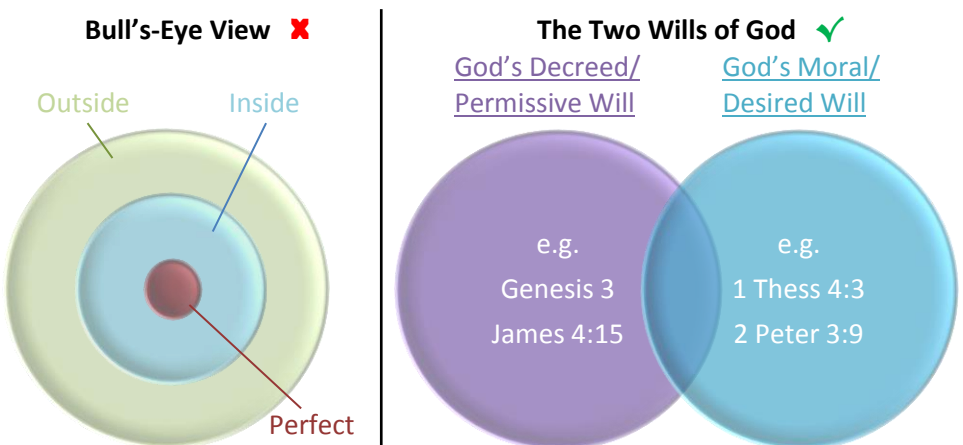 Bull’s-Eye View ✘
Outside
Inside
Perfect
The Two Wills of God ✓
God’s Decreed/
Permissive Will
God’s Moral/
Desired Will
e.g.
Genesis 3
James 4:15
e.g.
1 Thess 4:3
2 Peter 3:9